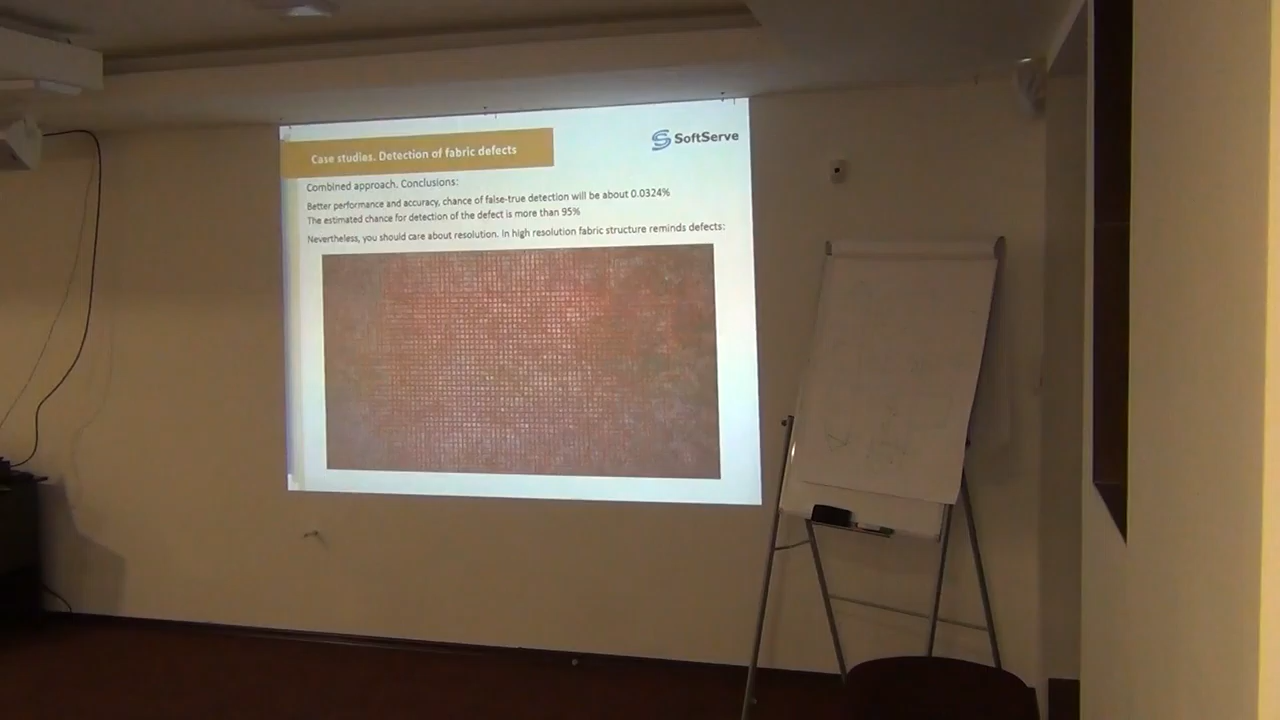 Case studies. Detection of fabric defects
SoftServe
Combined approach. Conclusions:
Better performance and accuracy, chance of false-true detection will be about 0.0324%
The estimated chance for detection of the defect is more than 95%
Nevertheless, you should care about resolution. In high resolution fabric structure reminds defects: